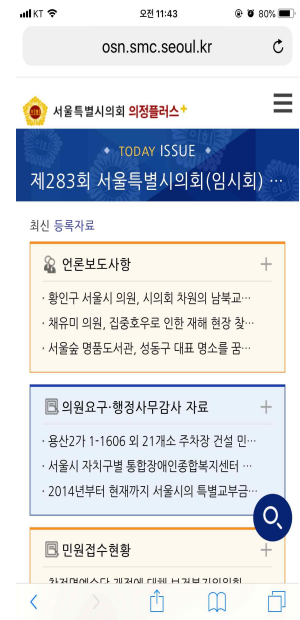 KT 오전 11:43 80%
osn.smc.seoul.kr
서울특별시의회 의정플러스+
TODAY ISSUE
제283회 서울특별시의회(임시회) ···
최신 등록자료
언론보도사항 +
· 황인구 서울시 의원, 시의회 차원의 남북교···
· 채유미 의원, 집중호우로 인한 재해 현장 찾···
· 서울숲 명품도서관, 성동구 대표 명소를 꿈···
의원요구·행정사무감사 자료 +
· 용산2가 1-1606 외 21개소 주차장 건설 민···
· 서울시 자치구별 통합장애인종합복지센터 ···
· 2014년부터 현재까지 서울시의 특별교부금···
민원접수현황 +